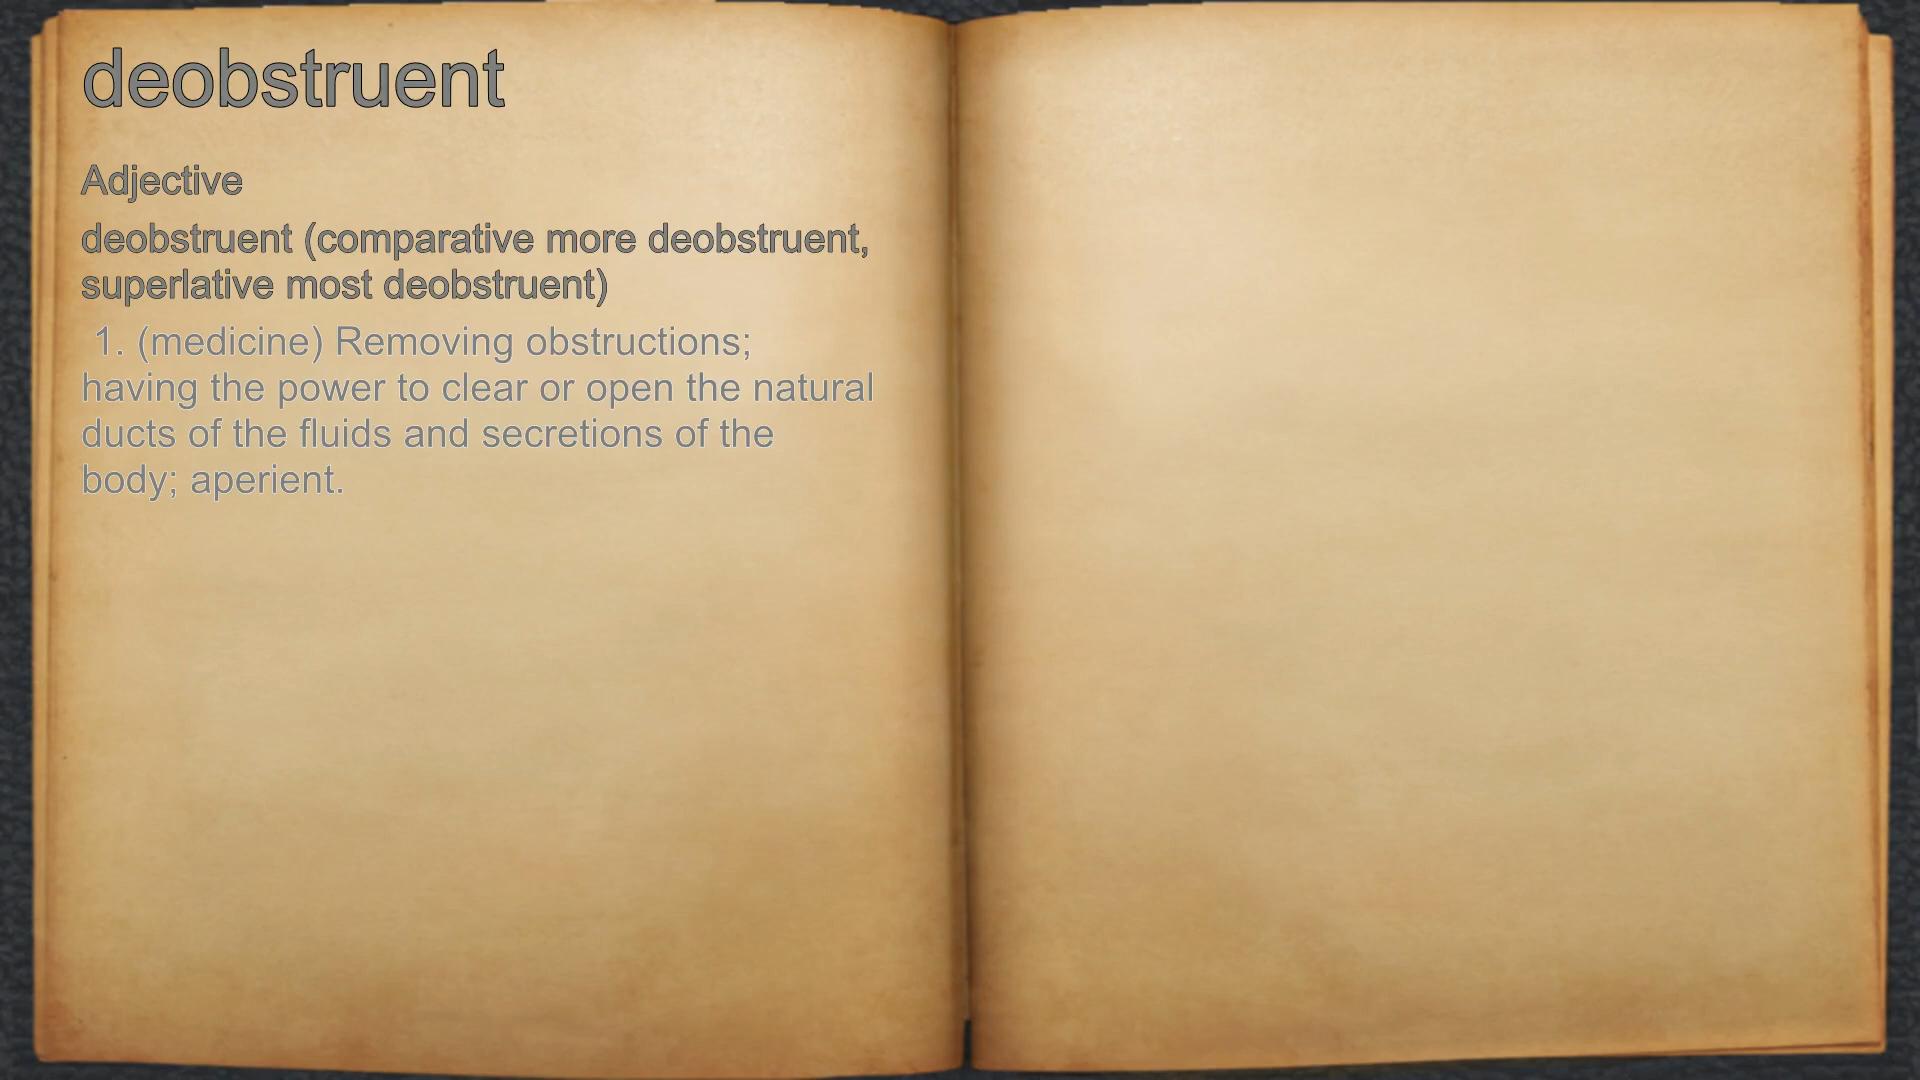 deobstruent
Adjective
deobstruent (comparative more deobstruent,
superlative most deobstruent)
1. (medicine) Removing obstructions;
having the power to clear or open the natural
ducts of the fluids and secretions of the
body; aperient.